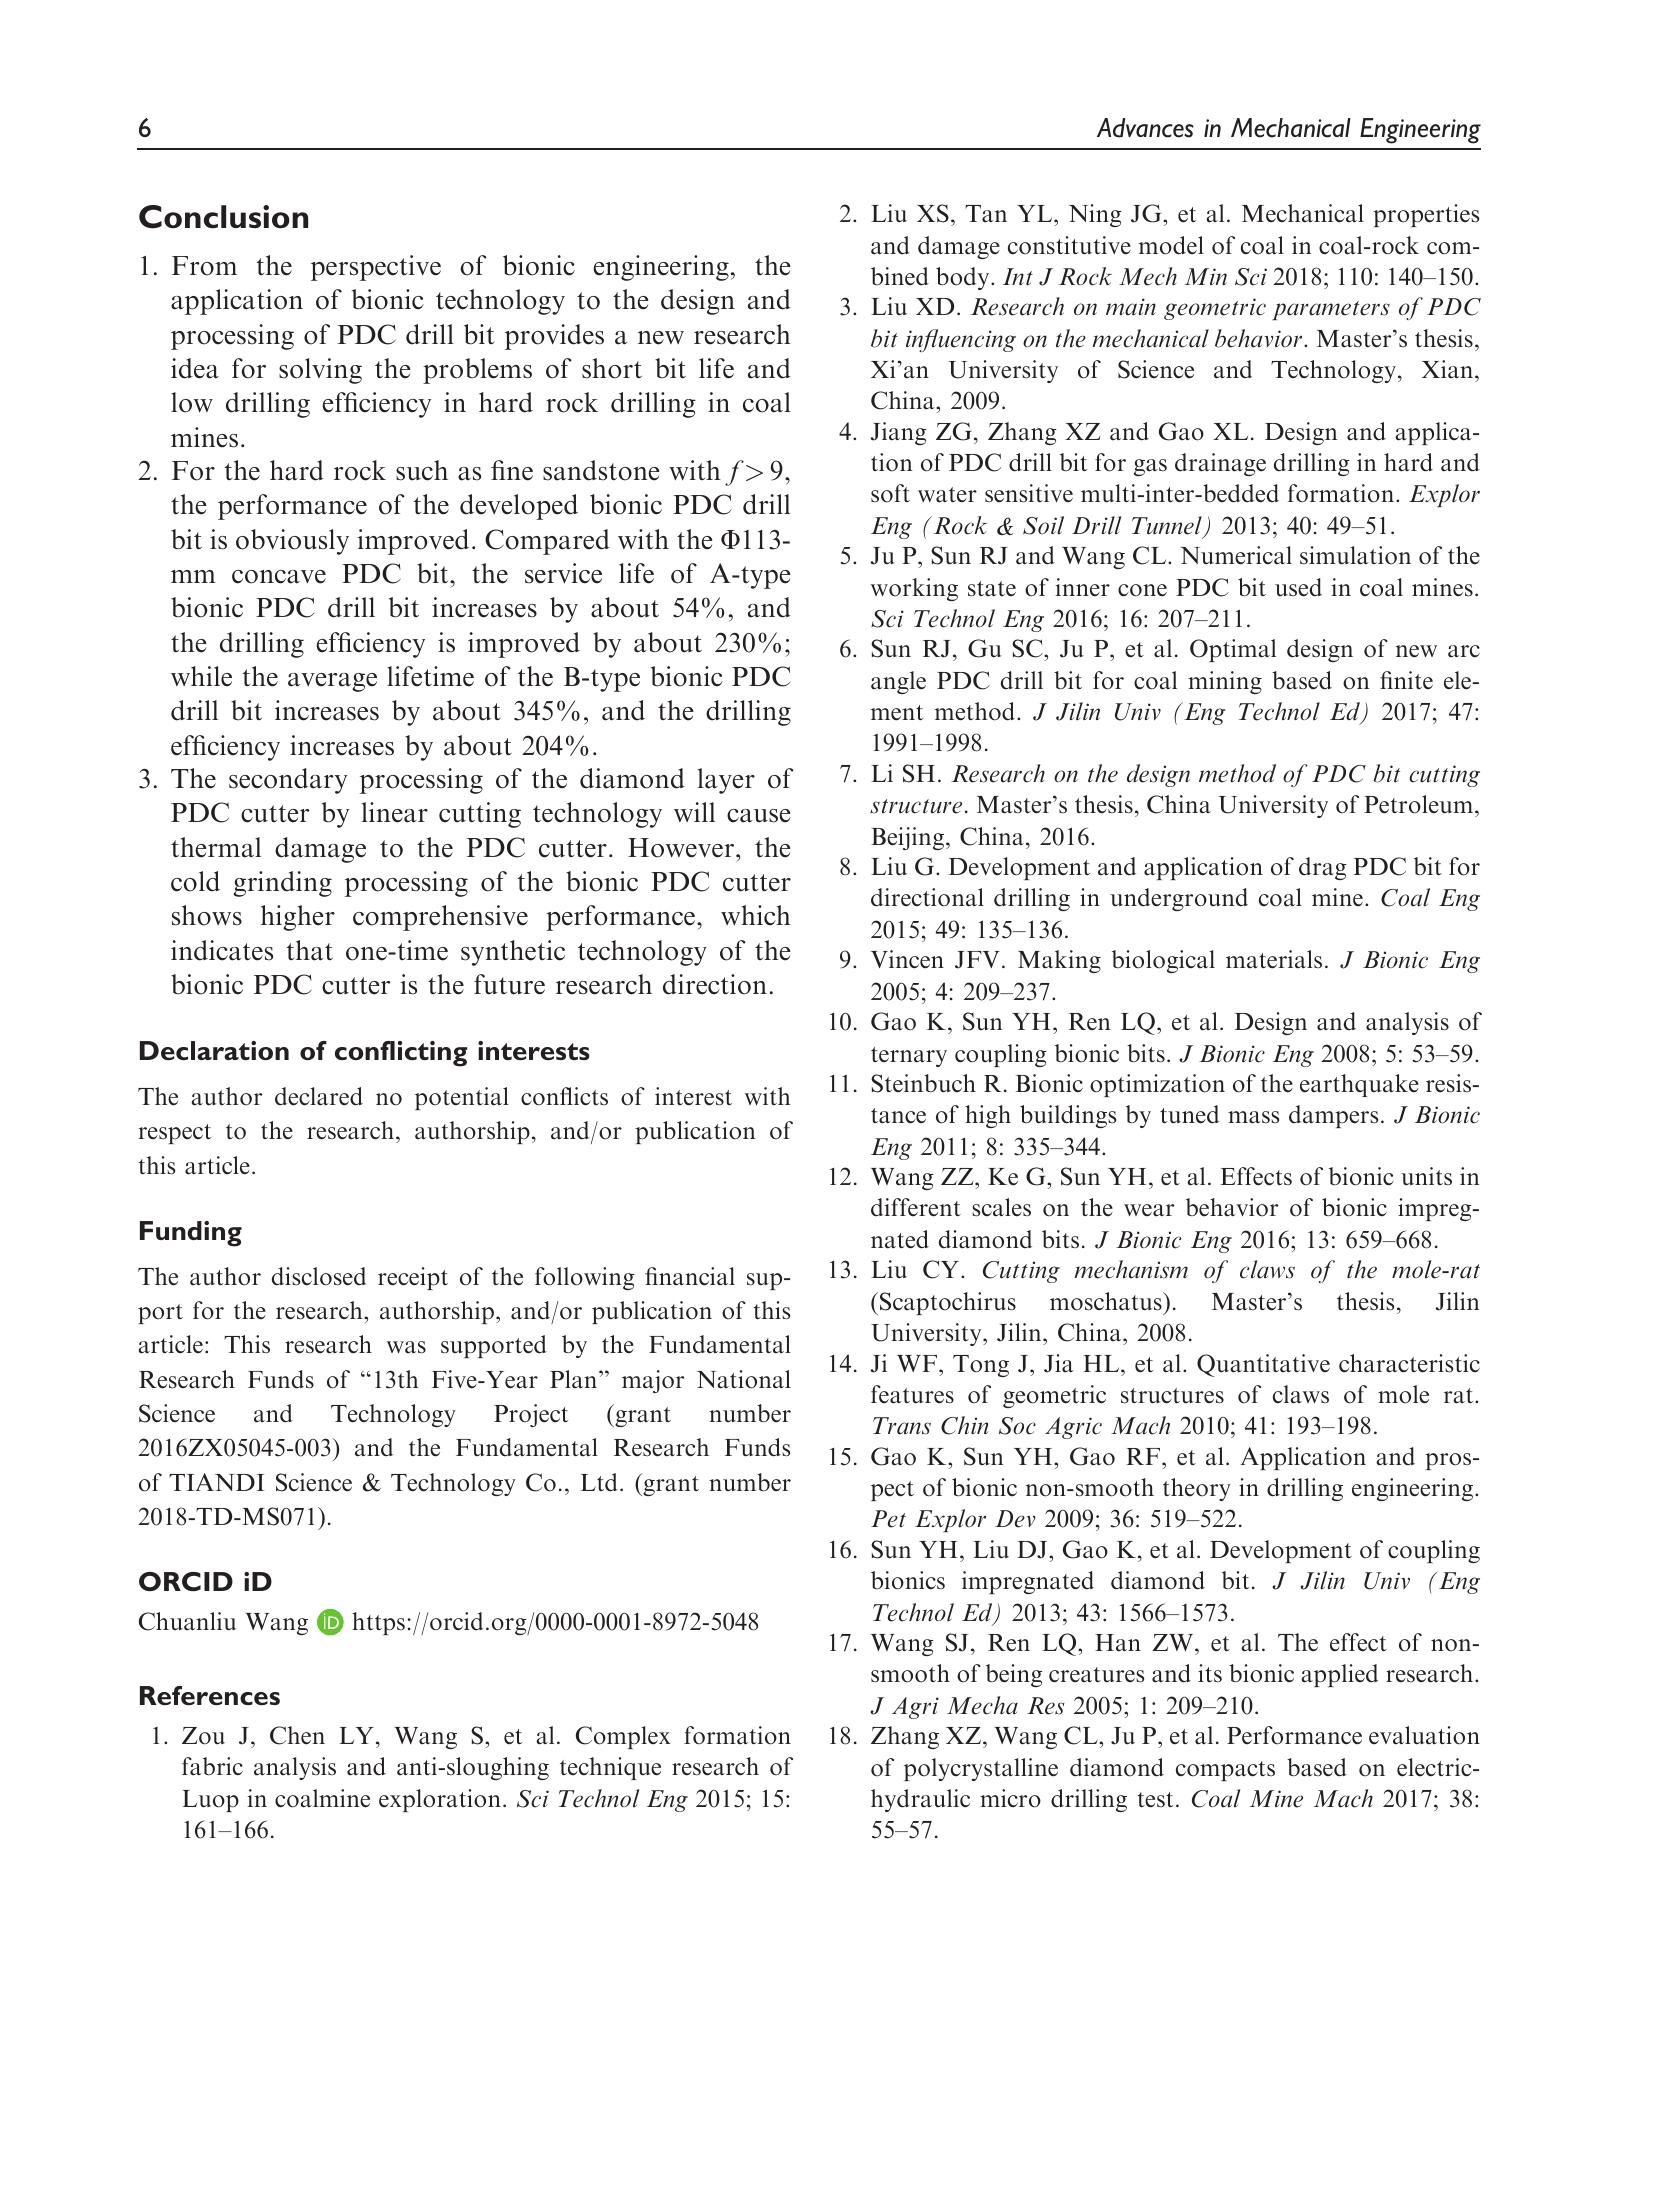 6
Advances in Mechanical Engineering
Conclusion
1. From the perspective of bionic engineering, the
application of bionic technology to the design and
processing of PDC drill bit provides a new research
idea for solving the problems of short bit life and
low drilling efficiency in hard rock drilling in coal
mines.
2. For the hard rock such as fine sandstone with f > 9,
the performance of the developed bionic PDC drill
bit is obviously improved. Compared with the Φ113-
mm concave PDC bit, the service life of A-type
bionic PDC drill bit increases by about 54%, and
the drilling efficiency is improved by about 230%;
while the average lifetime of the B-type bionic PDC
drill bit increases by about 345%, and the drilling
efficiency increases by about 204%.
3. The secondary processing of the diamond layer of
PDC cutter by linear cutting technology will cause
thermal damage to the PDC cutter. However, the
cold grinding processing of the bionic PDC cutter
shows higher comprehensive performance, which
indicates that one-time synthetic technology of the
bionic PDC cutter is the future research direction.
Declaration of conflicting interests
The author declared no potential conflicts of interest with
respect to the research, authorship, and/or publication of
this article.
Funding
The author disclosed receipt of the following financial sup-
port for the research, authorship, and/or publication of this
article: This research was supported by the Fundamental
Research Funds of “13th Five-Year Plan” major National
Science and Technology Project (grant number
2016ZX05045-003) and the Fundamental Research Funds
of TIANDI Science & Technology Co., Ltd. (grant number
2018-TD-MS071).
ORCID iD
Chuanliu Wang iD https://orcid.org/0000-0001-8972-5048
References
1. Zou J, Chen LY, Wang S, et al. Complex formation
fabric analysis and anti-sloughing technique research of
Luop in coalmine exploration. Sci Technol Eng 2015; 15:
161–166.
2. Liu XS, Tan YL, Ning JG, et al. Mechanical properties
and damage constitutive model of coal in coal-rock com-
bined body. Int J Rock Mech Min Sci 2018; 110: 140–150.
3. Liu XD. Research on main geometric parameters of PDC
bit influencing on the mechanical behavior. Master’s thesis,
Xi’an University of Science and Technology, Xian,
China, 2009.
4. Jiang ZG, Zhang XZ and Gao XL. Design and applica-
tion of PDC drill bit for gas drainage drilling in hard and
soft water sensitive multi-inter-bedded formation. Explor
Eng (Rock & Soil Drill Tunnel) 2013; 40: 49–51.
5. Ju P, Sun RJ and Wang CL. Numerical simulation of the
working state of inner cone PDC bit used in coal mines.
Sci Technol Eng 2016; 16: 207–211.
6. Sun RJ, Gu SC, Ju P, et al. Optimal design of new arc
angle PDC drill bit for coal mining based on finite ele-
ment method. J Jilin Univ (Eng Technol Ed) 2017; 47:
1991–1998.
7. Li SH. Research on the design method of PDC bit cutting
structure. Master’s thesis, China University of Petroleum,
Beijing, China, 2016.
8. Liu G. Development and application of drag PDC bit for
directional drilling in underground coal mine. Coal Eng
2015; 49: 135–136.
9. Vincen JFV. Making biological materials. J Bionic Eng
2005; 4: 209–237.
10. Gao K, Sun YH, Ren LQ, et al. Design and analysis of
ternary coupling bionic bits. J Bionic Eng 2008; 5: 53–59.
11. Steinbuch R. Bionic optimization of the earthquake resis-
tance of high buildings by tuned mass dampers. J Bionic
Eng 2011; 8: 335–344.
12. Wang ZZ, Ke G, Sun YH, et al. Effects of bionic units in
different scales on the wear behavior of bionic impreg-
nated diamond bits. J Bionic Eng 2016; 13: 659–668.
13. Liu CY. Cutting mechanism of claws of the mole-rat
(Scaptochirus moschatus). Master’s thesis, Jilin
University, Jilin, China, 2008.
14. Ji WF, Tong J, Jia HL, et al. Quantitative characteristic
features of geometric structures of claws of mole rat.
Trans Chin Soc Agric Mach 2010; 41: 193–198.
15. Gao K, Sun YH, Gao RF, et al. Application and pros-
pect of bionic non-smooth theory in drilling engineering.
Pet Explor Dev 2009; 36: 519–522.
16. Sun YH, Liu DJ, Gao K, et al. Development of coupling
bionics impregnated diamond bit. J Jilin Univ (Eng
Technol Ed) 2013; 43: 1566–1573.
17. Wang SJ, Ren LQ, Han ZW, et al. The effect of non-
smooth of being creatures and its bionic applied research.
J Agri Mecha Res 2005; 1: 209–210.
18. Zhang XZ, Wang CL, Ju P, et al. Performance evaluation
of polycrystalline diamond compacts based on electric-
hydraulic micro drilling test. Coal Mine Mach 2017; 38:
55–57.